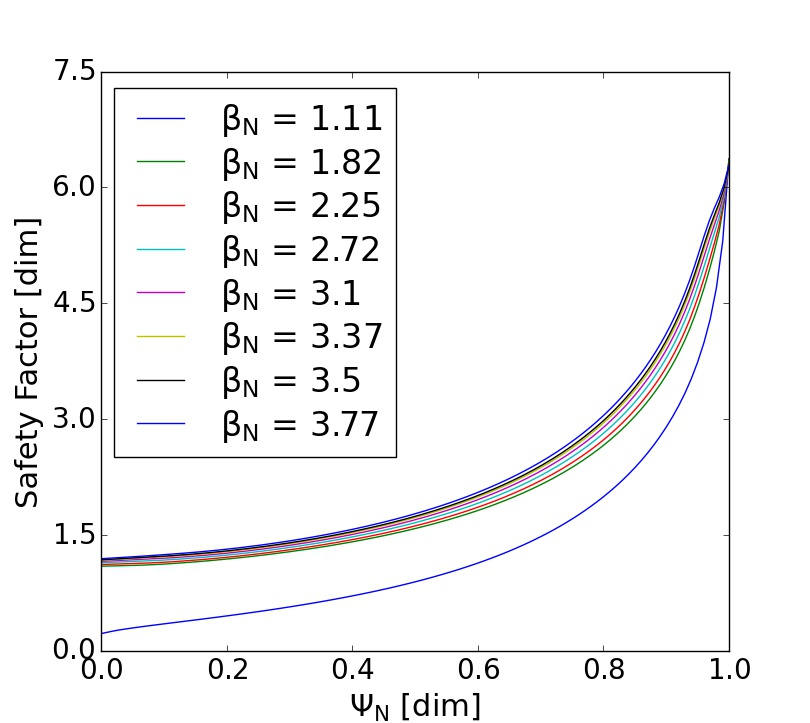 7.5
6.0
4.5
3.0
1.5
0.0
Safety Factor [dim]
βN = 1.11
βN = 1.82
βN = 2.25
βN = 2.72
βN = 3.1
βN = 3.37
βN = 3.5
βN = 3.77
0.0 0.2 0.4 0.6 0.8 1.0
ΨN [dim]